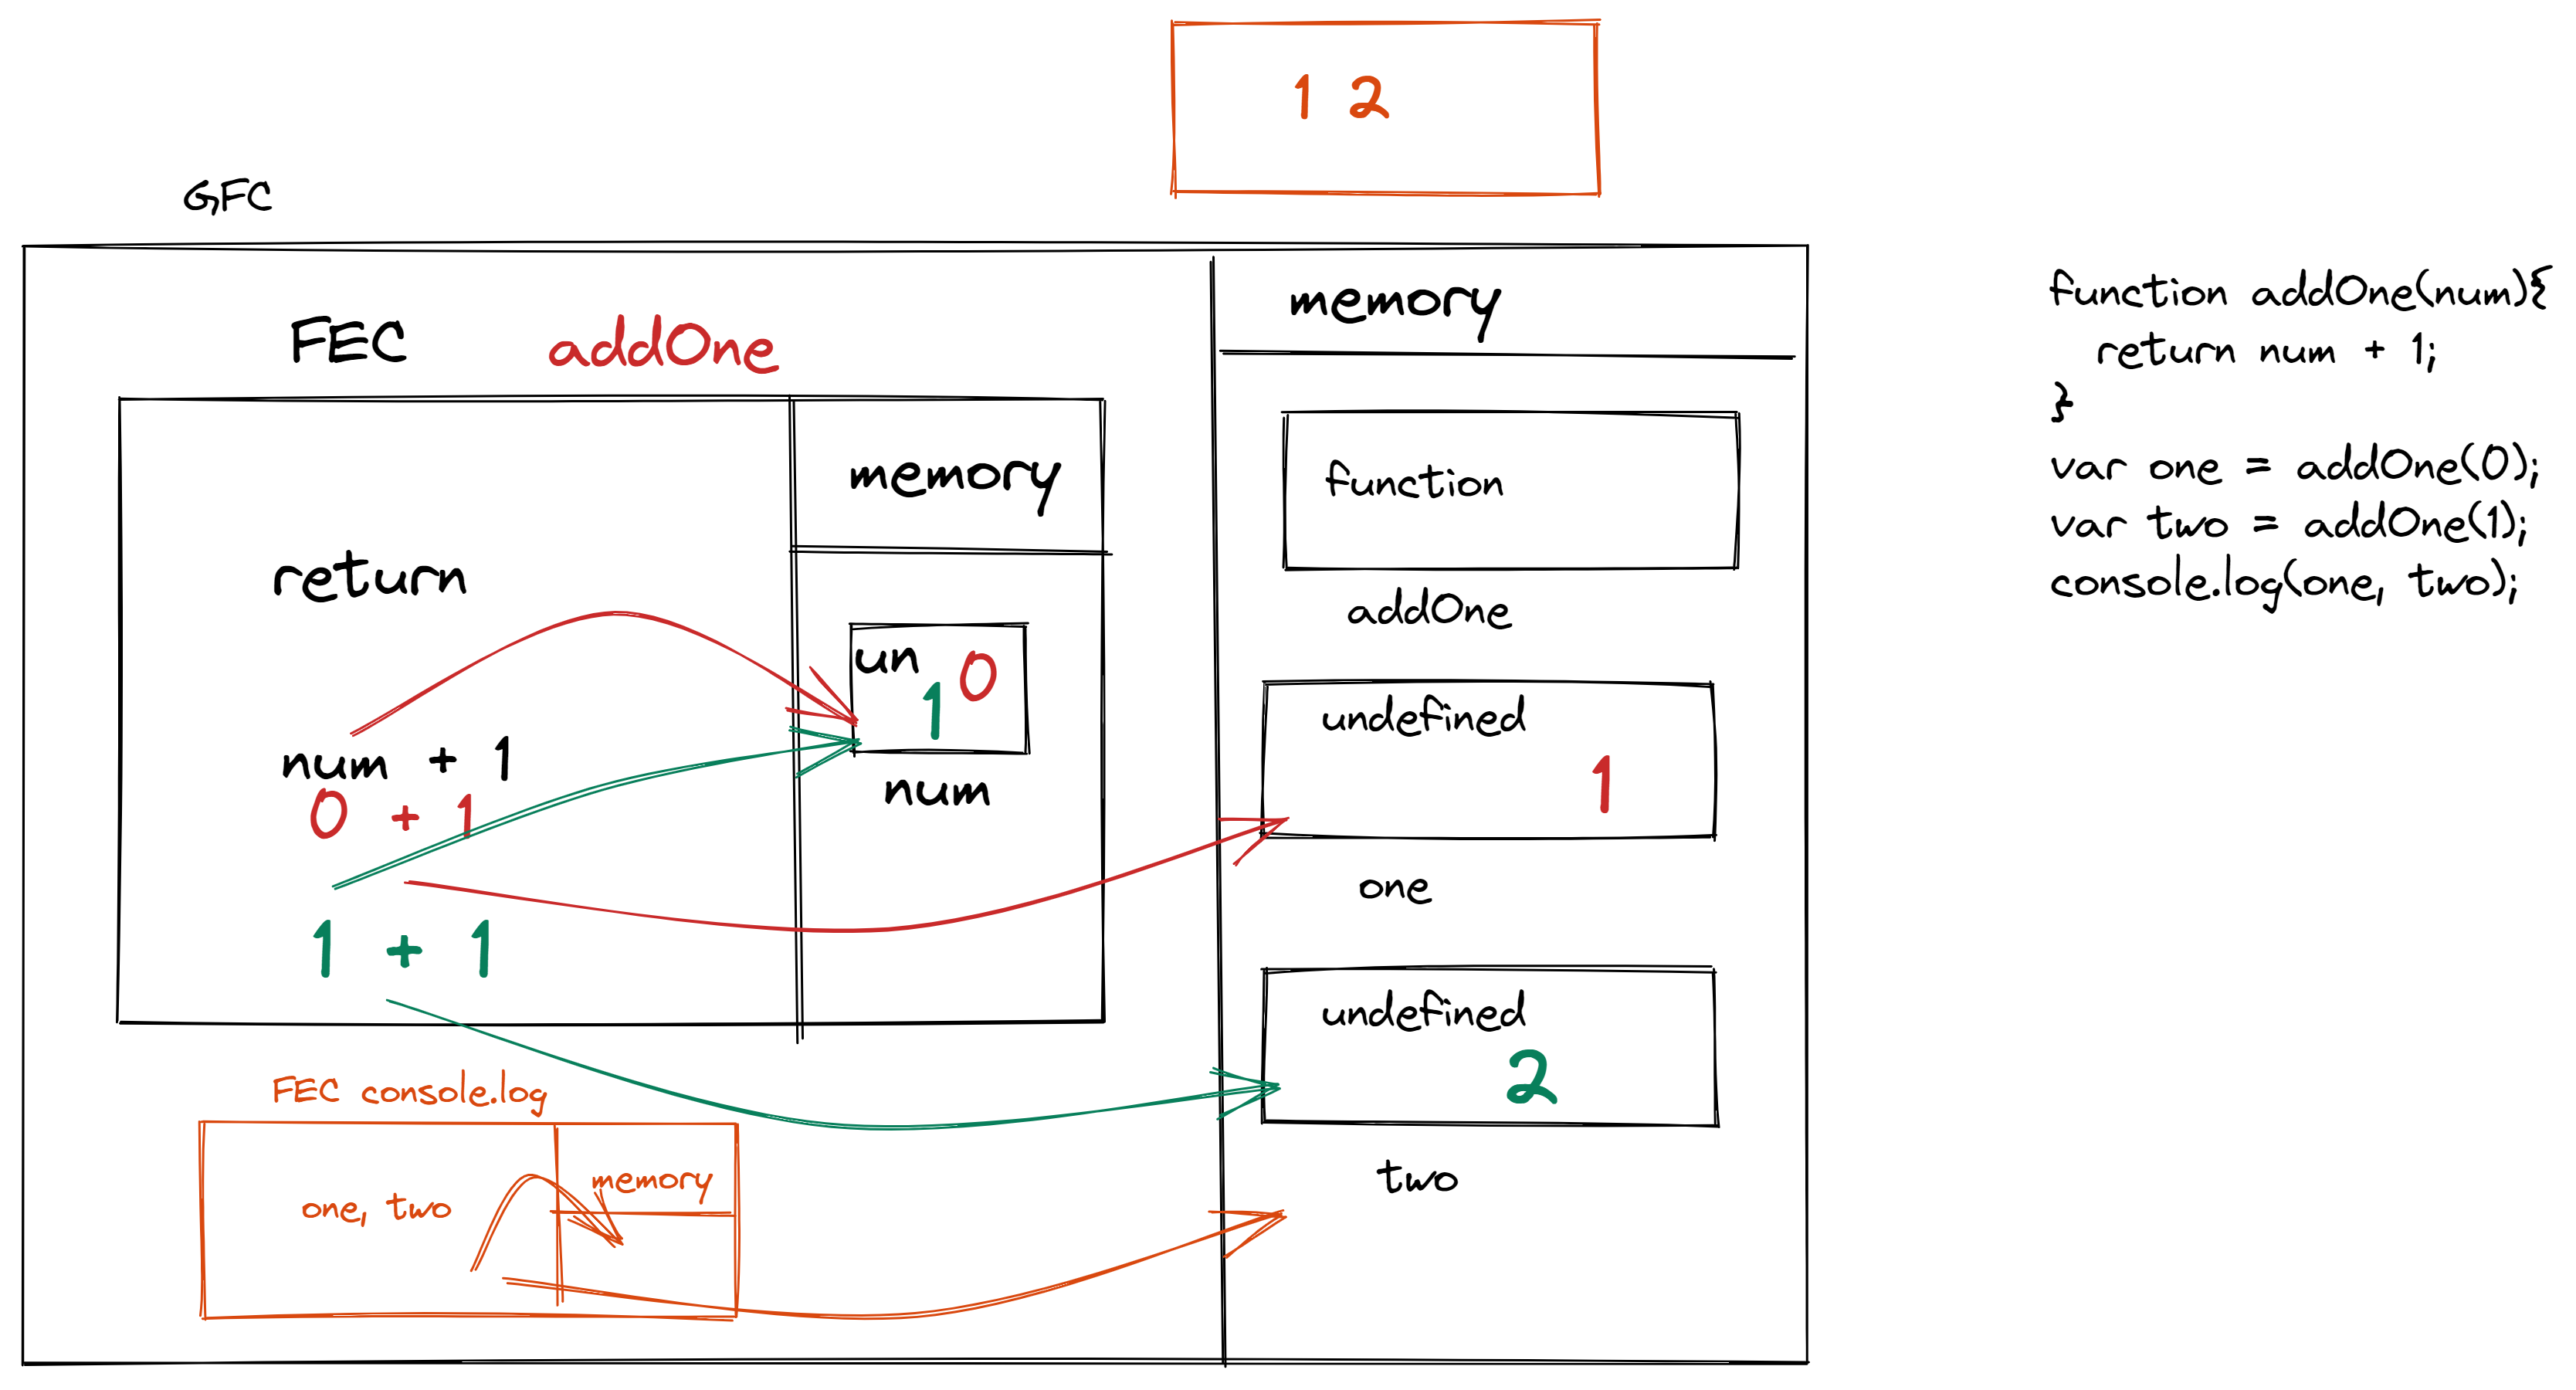 1 2
GFC
FEC addOne
memory
return
un 0
1
num
num + 1
0 + 1
1 + 1
memory
function
addOne
undefined
1
one
undefined
2
two
FEC console.log
one, two
memory
function addOne(num){
return num + 1;
}
var one = addOne(0);
var two = addOne(1);
console.log(one, two);